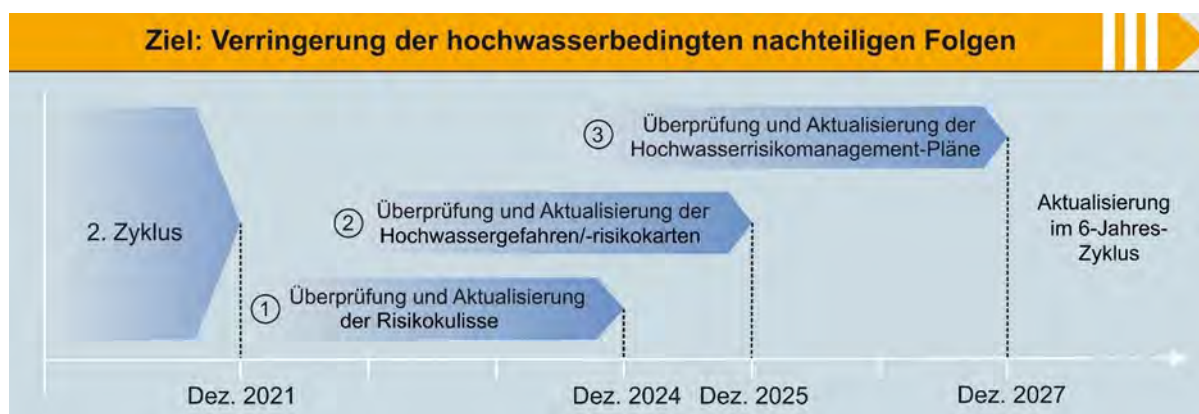 Ziel: Verringerung der hochwasserbedingten nachteiligen Folgen
2. Zyklus
① Überprüfung und Aktualisierung
der Risikokulisse
② Überprüfung und Aktualisierung der
Hochwassergefahren/-risikokarten
③ Überprüfung und Aktualisierung der
Hochwasserrisikomanagement-Pläne
Aktualisierung
im 6-Jahres-
Zyklus
Dez. 2021
Dez. 2024
Dez. 2025
Dez. 2027